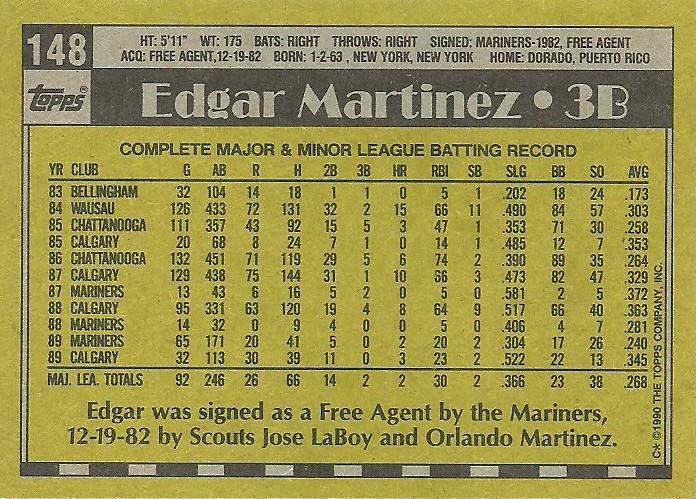 148
HT: 5'11" WT: 175 BATS: RIGHT THROWS: RIGHT SIGNED: MARINERS-1982, FREE AGENT
ACQ: FREE AGENT,12-19-82 BORN: 1-2-63 , NEW YORK, NEW YORK HOME: DORADO, PUERTO RICO
topps®
Edgar Martinez • 3B
COMPLETE MAJOR & MINOR LEAGUE BATTING RECORD
YR CLUB G AB R H 2B 3B HR RBI SB SLG BB SO AVG
83 BELLINGHAM 32 104 14 18 1 1 0 5 1 .202 18 24 .173
84 WAUSAU 126 433 72 131 32 2 15 66 11 .490 84 57 .303
85 CHATTANOOGA 111 357 43 92 15 5 3 47 1 .353 71 30 .258
85 CALGARY 20 68 8 24 7 1 0 14 1 .485 12 7 .353
86 CHATTANOOGA 132 451 71 119 29 5 6 74 2 .390 89 35 .264
87 CALGARY 129 438 75 144 31 1 10 66 3 .473 82 47 .329
87 MARINERS 13 43 6 16 5 2 0 5 0 .581 2 5 .372
88 CALGARY 95 331 63 120 19 4 8 64 9 .517 66 40 .363
88 MARINERS 14 32 0 9 4 0 0 5 0 .406 4 7 .281
89 MARINERS 65 171 20 41 5 0 2 20 2 .304 17 26 .240
89 CALGARY 32 113 30 39 11 0 3 23 2 .522 22 13 .345
MAJ. LEA. TOTALS 92 246 26 66 14 2 2 30 2 .366 23 38 .268
Edgar was signed as a Free Agent by the Mariners,
12-19-82 by Scouts Jose LaBoy and Orlando Martinez.
C* ©1990 THE TOPPS COMPANY, INC.